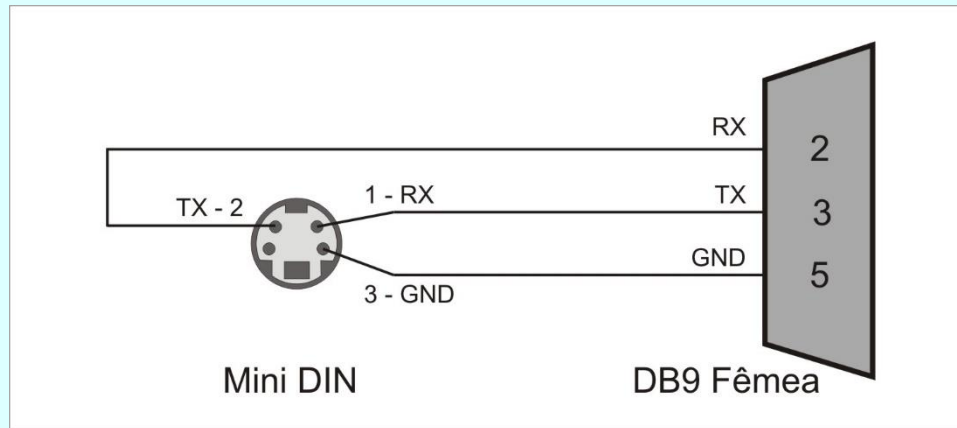 RX
2
TX - 2
1 - RX
TX
3
GND
5
3 - GND
Mini DIN
DB9 Fêmea